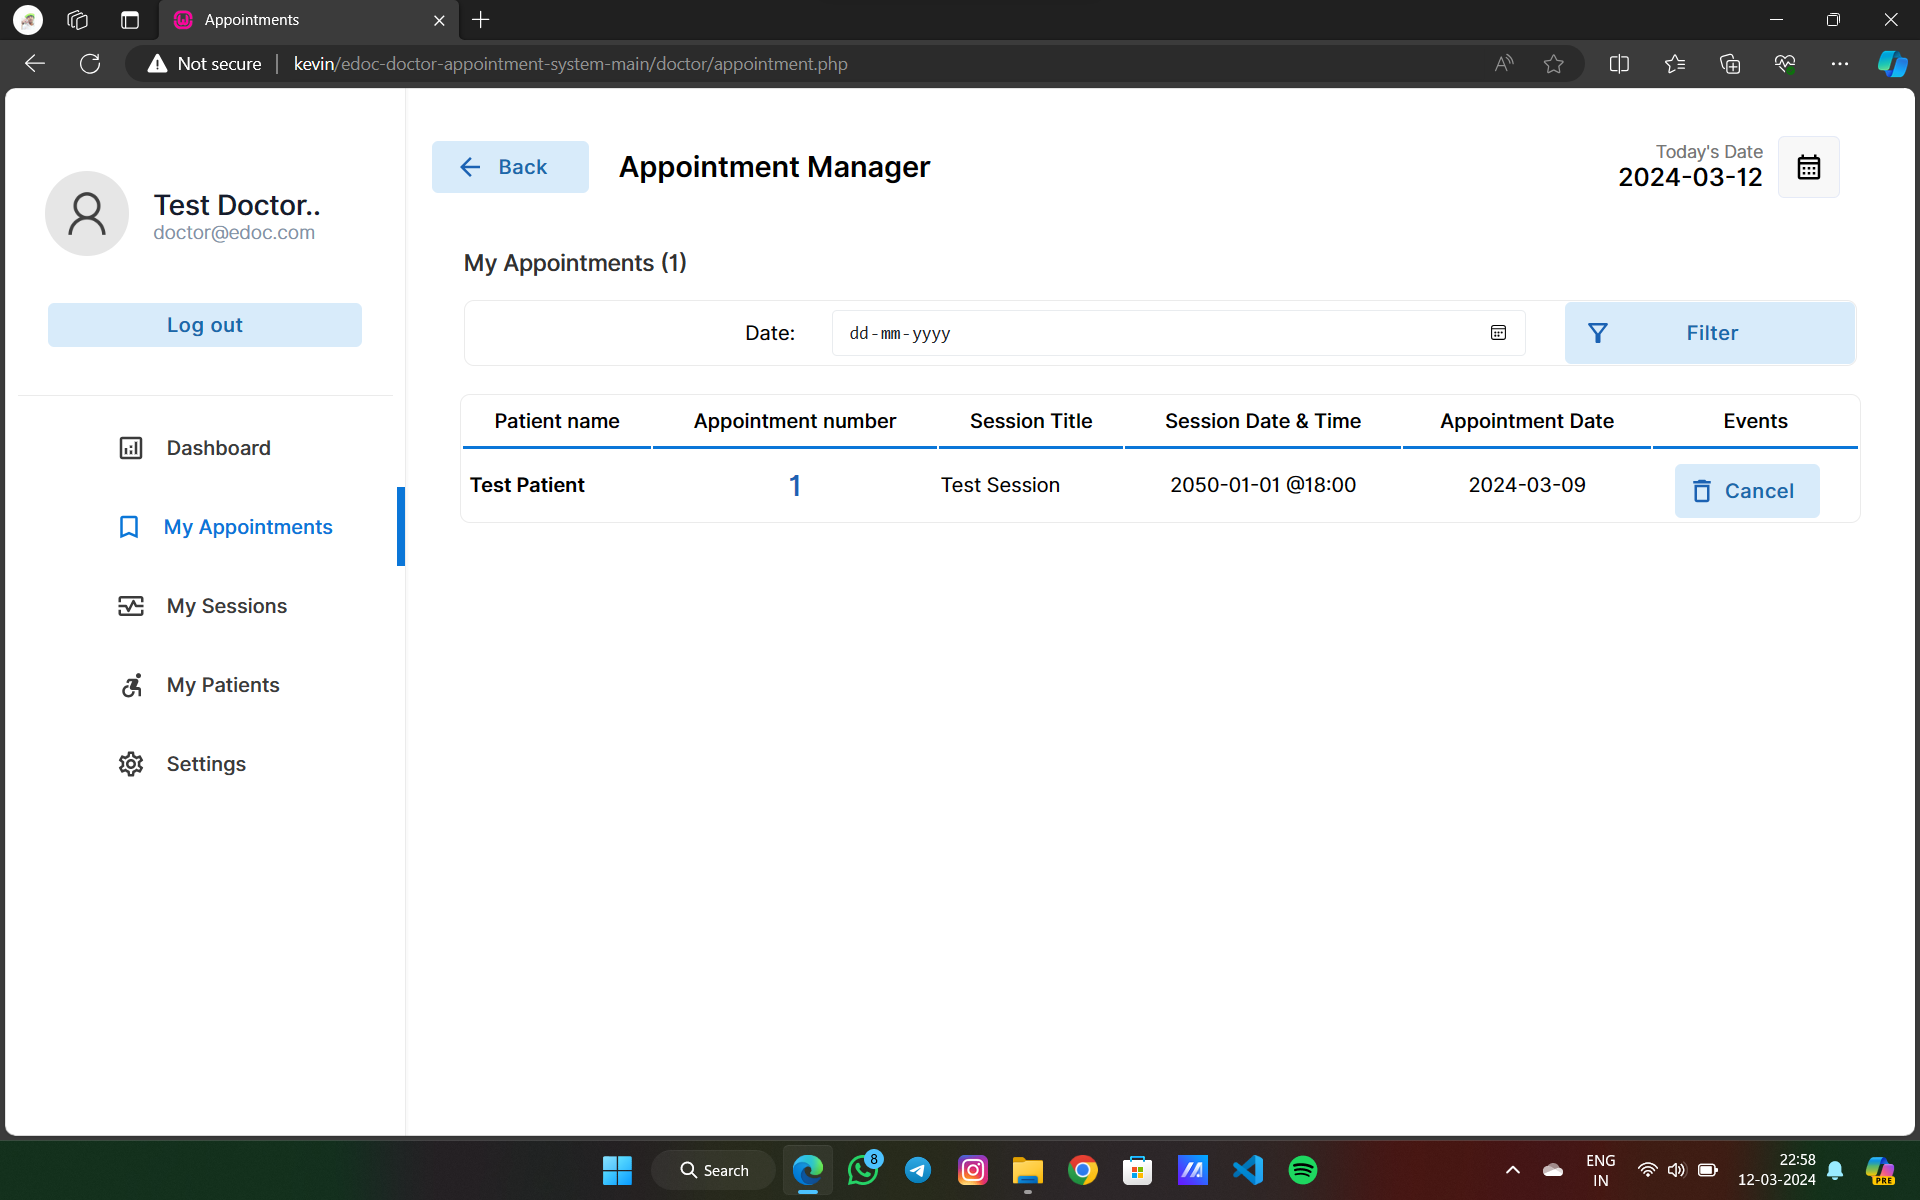 Appointments
Not secure
kevin/edoc-doctor-appointment-system-main/doctor/appointment.php
Test Doctor..
doctor@edoc.com
Log out
Dashboard
My Appointments
My Sessions
My Patients
Settings
Back
Appointment Manager
Today's Date
2024-03-12
My Appointments (1)
Date:
dd-mm-yyyy
Filter
Patient name Appointment number Session Title Session Date & Time Appointment Date Events
Test Patient 1 Test Session 2050-01-01 @18:00 2024-03-09 Cancel
Search
8
ENG
IN
22:58
12-03-2024
PRE